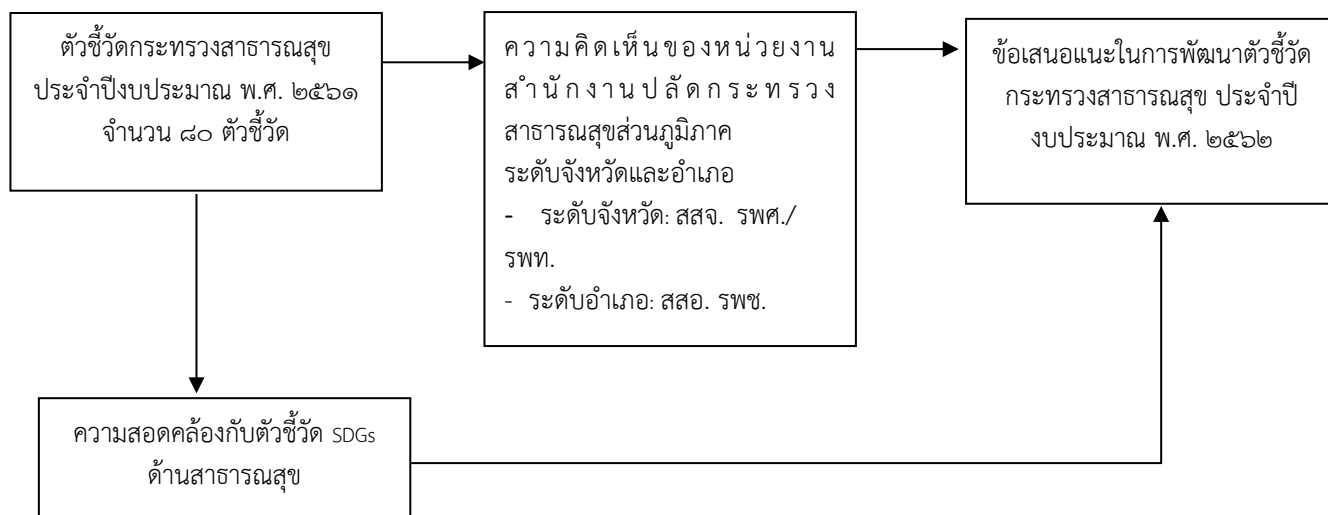 ตัวชี้วัดกระทรวงสาธารณสุข
ประจำปีงบประมาณ พ.ศ. ๒๕๖๑
จำนวน ๘๐ ตัวชี้วัด
ความคิดเห็นของหน่วยงาน
สำนักงานปลัดกระทรวง
สาธารณสุขส่วนภูมิภาค
ระดับจังหวัดและอำเภอ
- ระดับจังหวัด: สสจ. รพศ./
รพท.
- ระดับอำเภอ: สสอ. รพช.
ข้อเสนอแนะในการพัฒนาตัวชี้วัด
กระทรวงสาธารณสุข ประจำปี
งบประมาณ พ.ศ. ๒๕๖๒
ความสอดคล้องกับตัวชี้วัด SDGs
ด้านสาธารณสุข